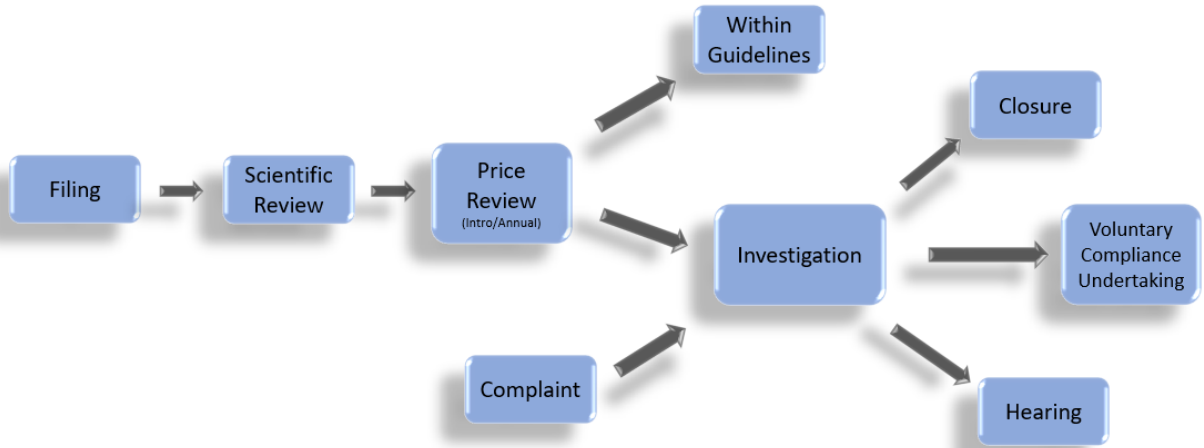 Filing
Scientific
Review
Price
Review
(Intro/Annual)
Within
Guidelines
Complaint
Investigation
Closure
Voluntary
Compliance
Undertaking
Hearing